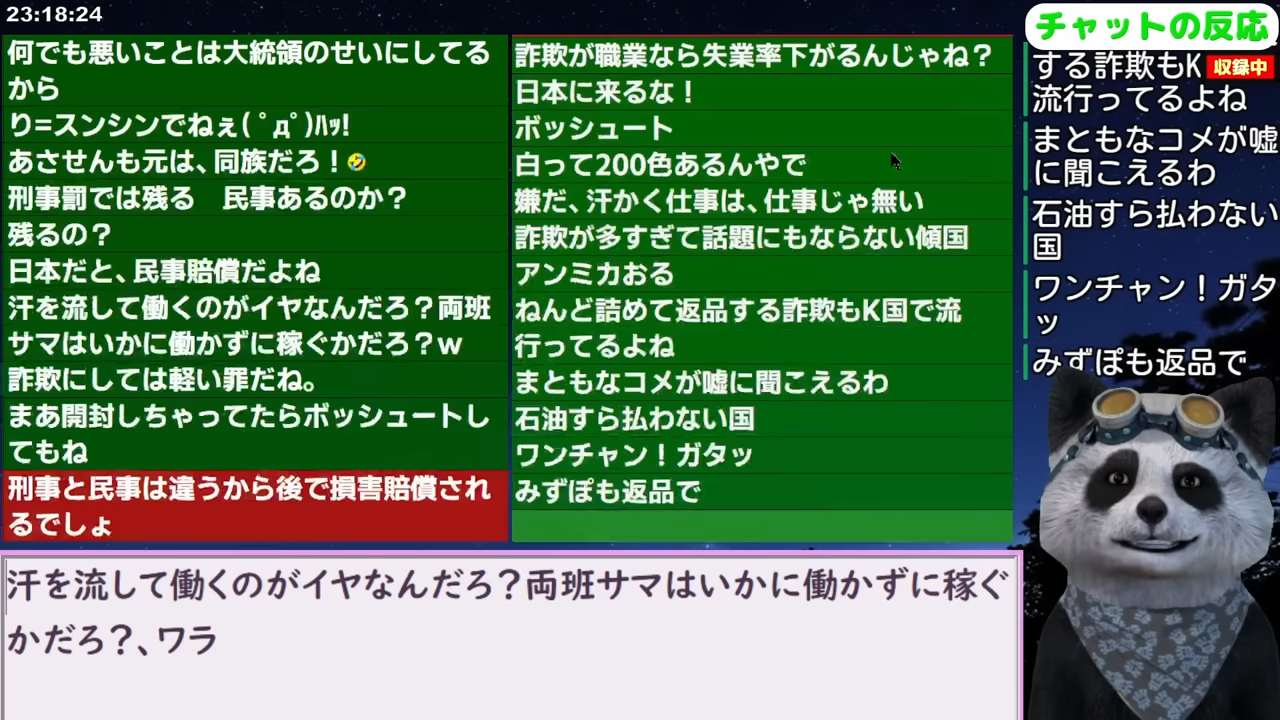 23:18:24
何でも悪いことは大統領のせいにしてる
から
り=スンシンでねぇ( ﾟдﾟ)ﾊｯ!
あさせんも元は、同族だろ！🤣
刑事罰では残る　民事あるのか？
残るの？
日本だと、民事賠償だよね
汗を流して働くのがイヤなんだろ？両班
サマはいかに働かずに稼ぐかだろ？w
詐欺にしては軽い罪だね。
まあ開封しちゃってたらボッシュートし
てもね
刑事と民事は違うから後で損害賠償され
るでしょ
詐欺が職業なら失業率下がるんじゃね？
日本に来るな！
ボッシュート
白って200色あるんやで
嫌だ、汗かく仕事は、仕事じゃ無い
詐欺が多すぎて話題にもならない傾国
アンミカおる
ねんど詰めて返品する詐欺もK国で流
行ってるよね
まともなコメが嘘に聞こえるわ
石油すら払わない国
ワンチャン！ガタッ
みずぽも返品で
チャットの反応
する詐欺もK
収録中
流行ってるよね
まともなコメが嘘
に聞こえるわ
石油すら払わない
国
ワンチャン！ガタ
ッ
みずぽも返品で
汗を流して働くのがイヤなんだろ？両班サマはいかに働かずに稼ぐ
かだろ？、ワラ